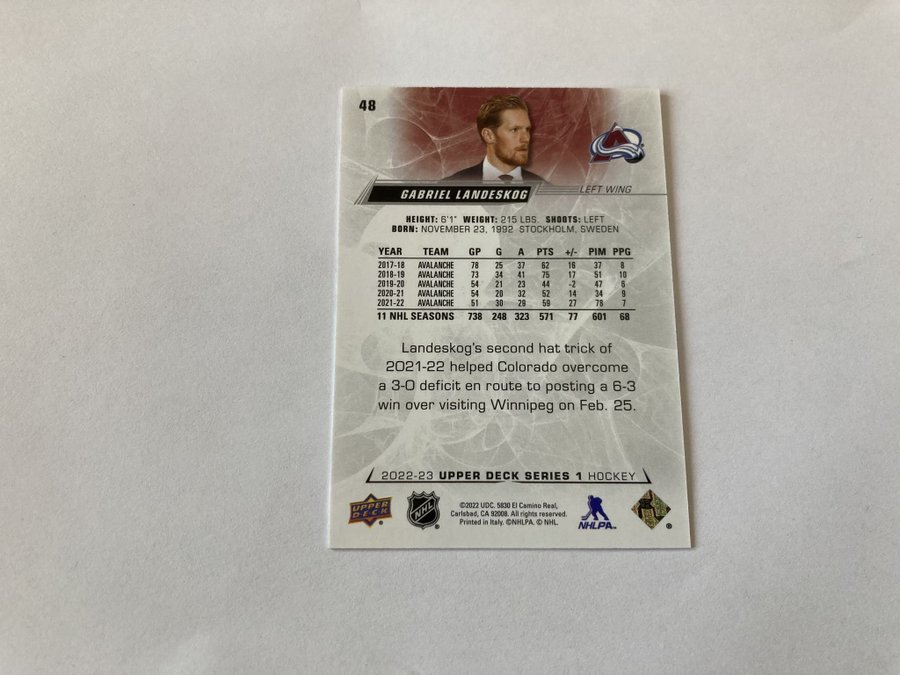 48
GABRIEL LANDESKOG
LEFT WING
HEIGHT: 6'1" WEIGHT: 215 LBS. SHOOTS: LEFT
BORN: NOVEMBER 23, 1992 STOCKHOLM, SWEDEN
YEAR TEAM GP G A PTS +/- PIM PPG
2017-18 AVALANCHE 78 25 37 62 16 37 8
2018-19 AVALANCHE 73 34 41 75 17 51 10
2019-20 AVALANCHE 54 21 23 44 -2 47 6
2020-21 AVALANCHE 54 20 32 52 14 34 9
2021-22 AVALANCHE 51 30 29 59 27 78 7
11 NHL SEASONS 738 248 323 571 77 601 68
Landeskog's second hat trick of
2021-22 helped Colorado overcome
a 3-0 deficit en route to posting a 6-3
win over visiting Winnipeg on Feb. 25.
2022-23 UPPER DECK SERIES 1 HOCKEY
UPPER DECK
NHL
©2022 UDC. 5830 El Camino Real,
Carlsbad, CA 92008. All rights reserved.
Printed in Italy. ©NHLPA. © NHL.
NHLPA™
®